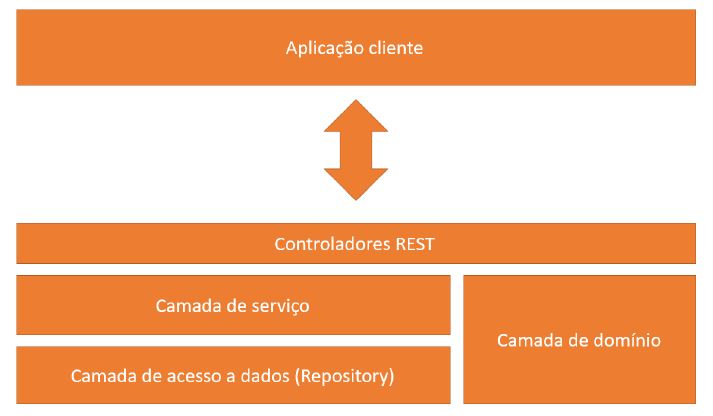 Aplicação cliente
Controladores REST
Camada de serviço
Camada de domínio
Camada de acesso a dados (Repository)